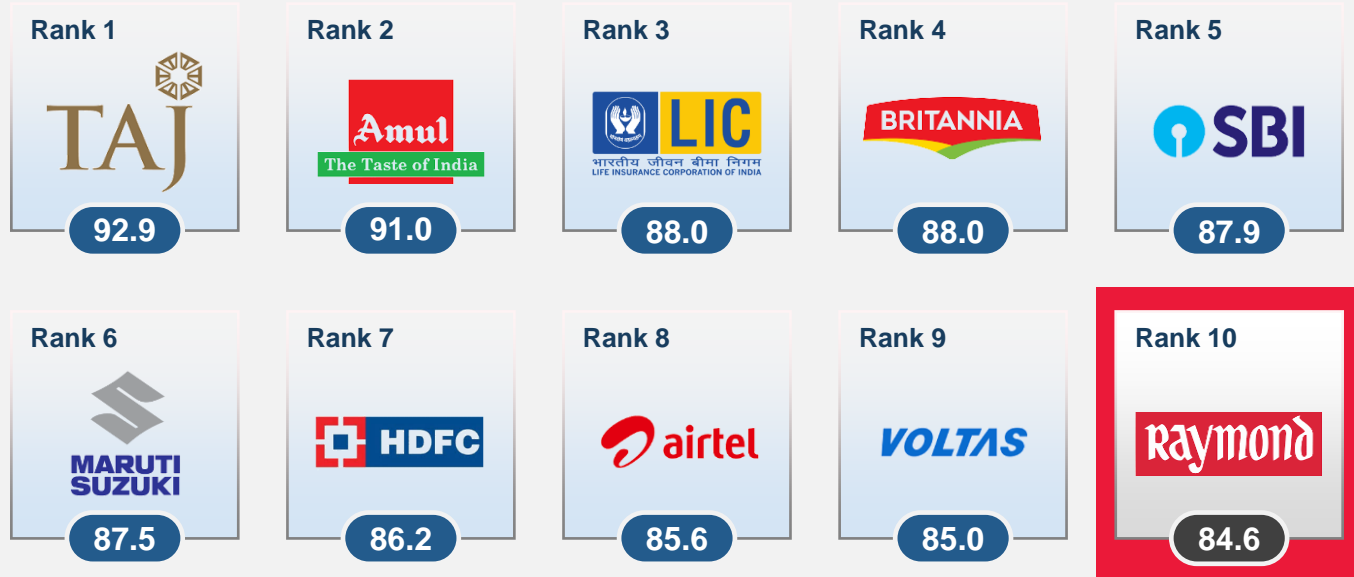 Rank 1
TAJ
92.9
Rank 2
Amul
The Taste of India
91.0
Rank 3
LIC
भारतीय जीवन बीमा निगम
LIFE INSURANCE CORPORATION OF INDIA
88.0
Rank 4
BRITANNIA
88.0
Rank 5
SBI
87.9
Rank 6
MARUTI
SUZUKI
87.5
Rank 7
HDFC
86.2
Rank 8
airtel
85.6
Rank 9
VOLTAS
85.0
Rank 10
Raymond
84.6